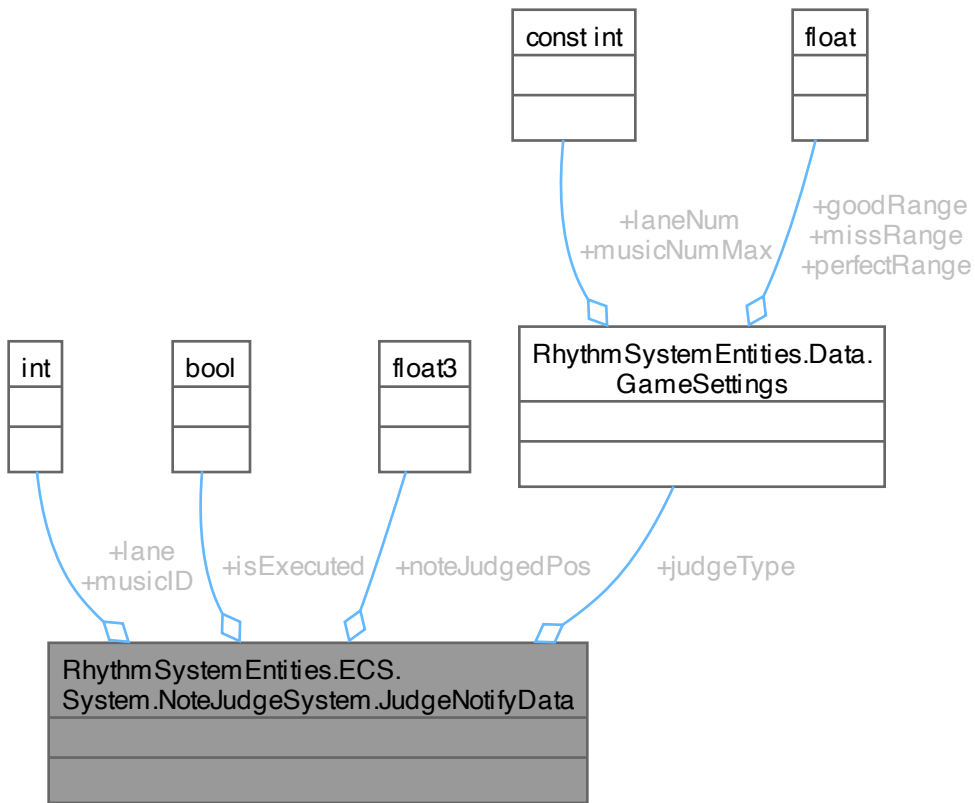 const int
float
+laneNum
+musicNumMax
+goodRange
+missRange
+perfectRange
int
bool
float3
RhythmSystemEntities.Data.
GameSettings
+lane
+musicID
+isExecuted
+noteJudgedPos
+judgeType
RhythmSystemEntities.ECS.
System.NoteJudgeSystem.JudgeNotifyData